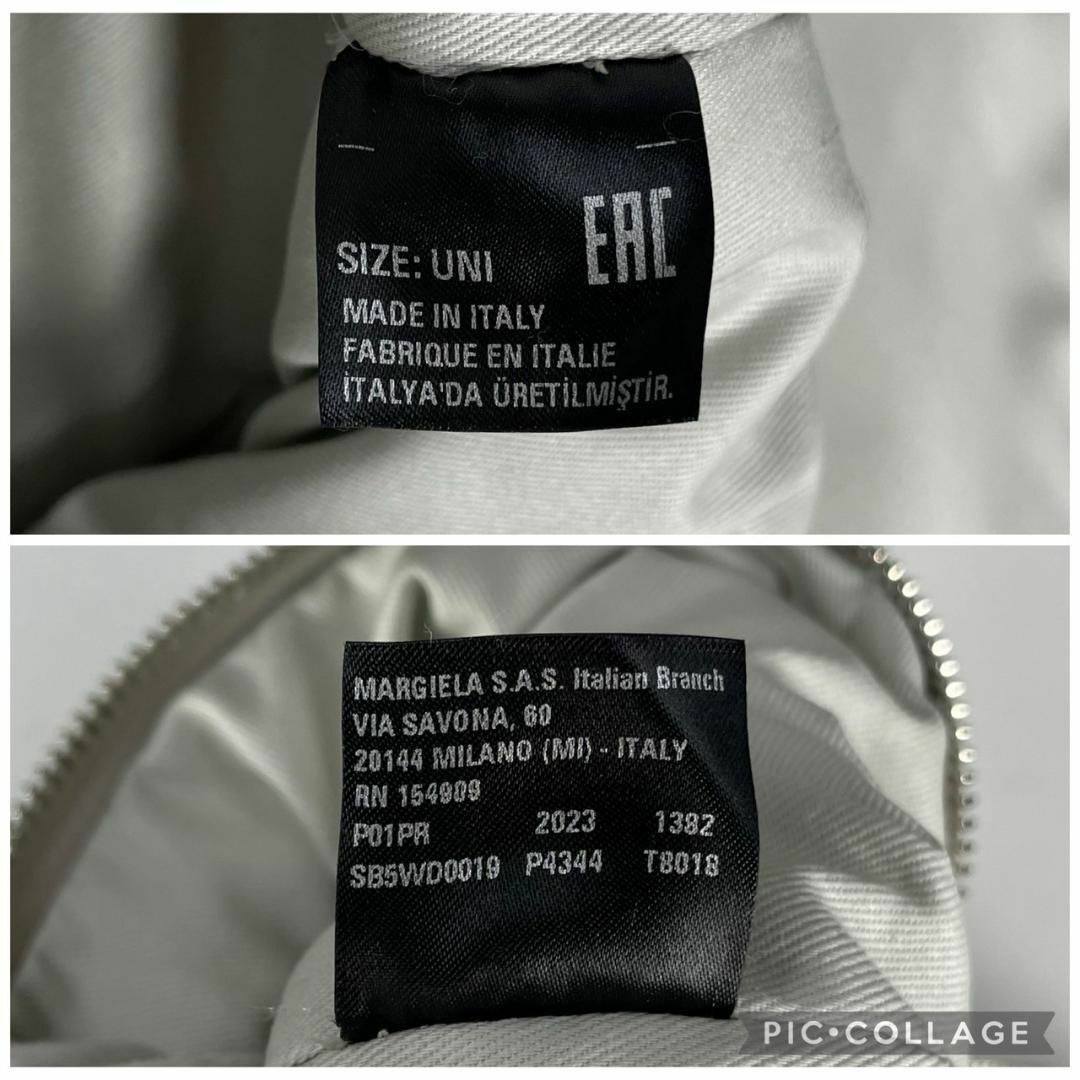 EAC
SIZE: UNI
MADE IN ITALY
FABRIQUE EN ITALIE
İTALYA'DA ÜRETİLMİŞTİR.
MARGIELA S.A.S. Italian Branch
VIA SAVONA, 60
20144 MILANO (MI) - ITALY
RN 154909
P01PR 2023 1382
SB5WD0019 P4344 T8018
PIC•COLLAGE